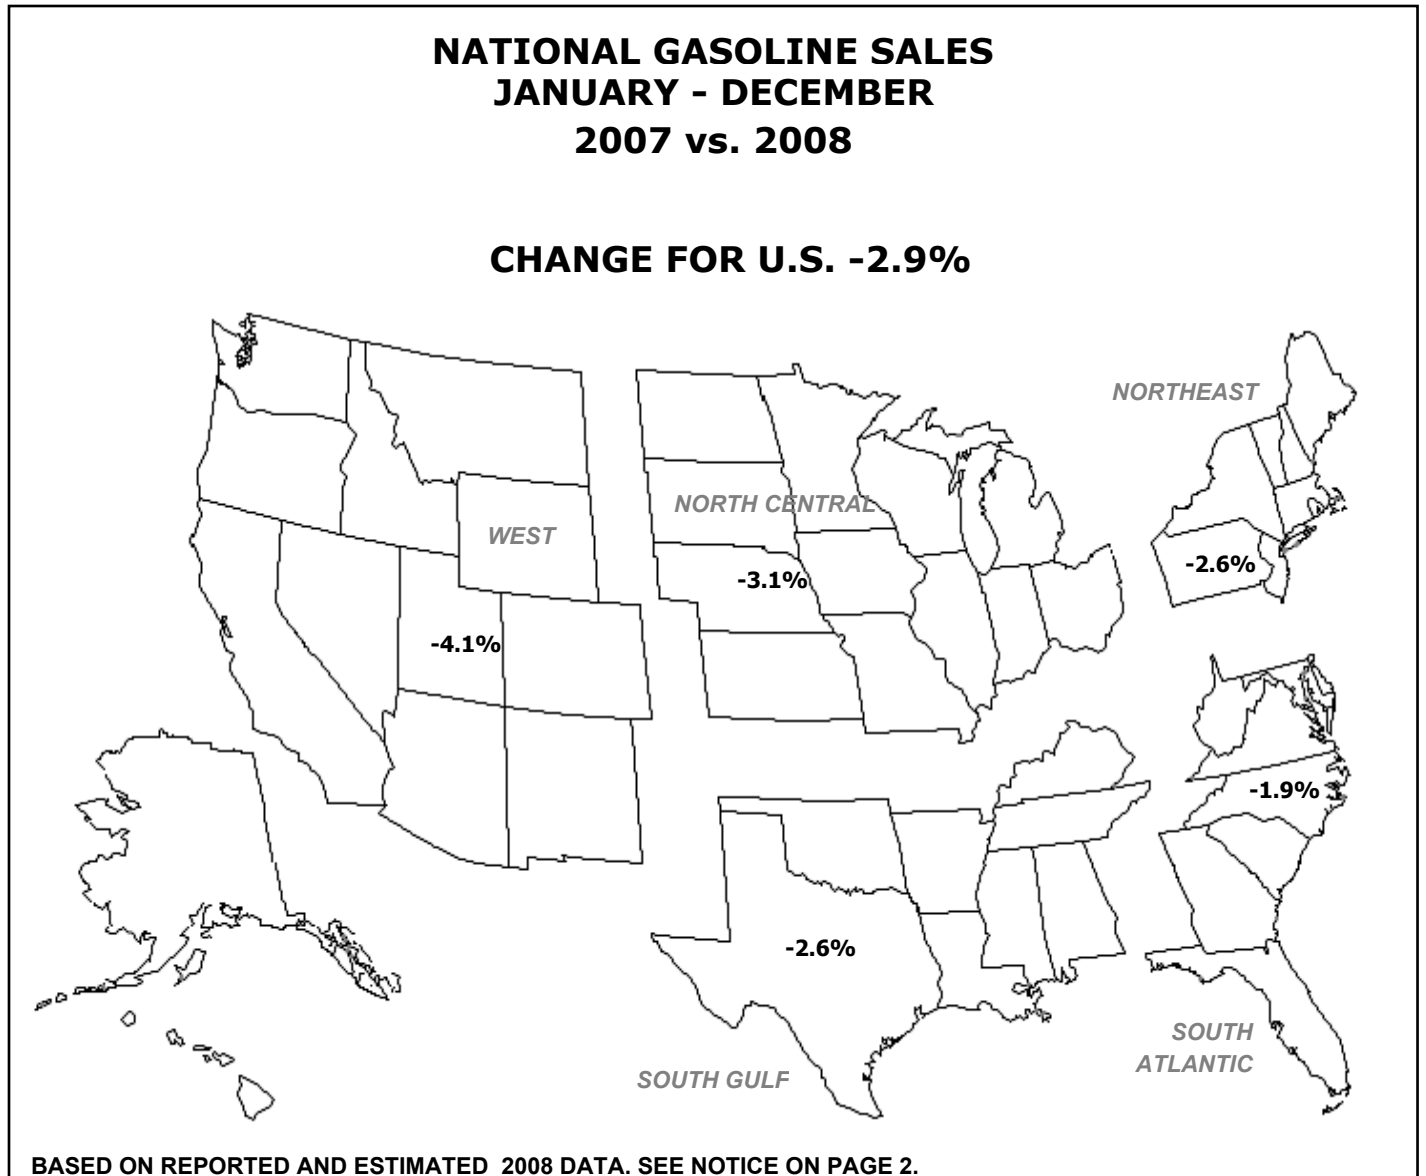 NATIONAL GASOLINE SALES
JANUARY - DECEMBER
2007 vs. 2008
CHANGE FOR U.S. -2.9%
NORTHEAST
NORTH CENTRAL
WEST
-2.6%
-3.1%
-4.1%
-1.9%
-2.6%
SOUTH
ATLANTIC
SOUTH GULF
BASED ON REPORTED AND ESTIMATED  2008 DATA. SEE NOTICE ON PAGE 2.